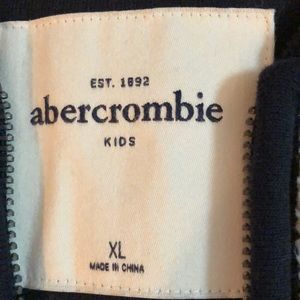 EST. 1892
abercrombie
KIDS
XL
MADE IN CHINA